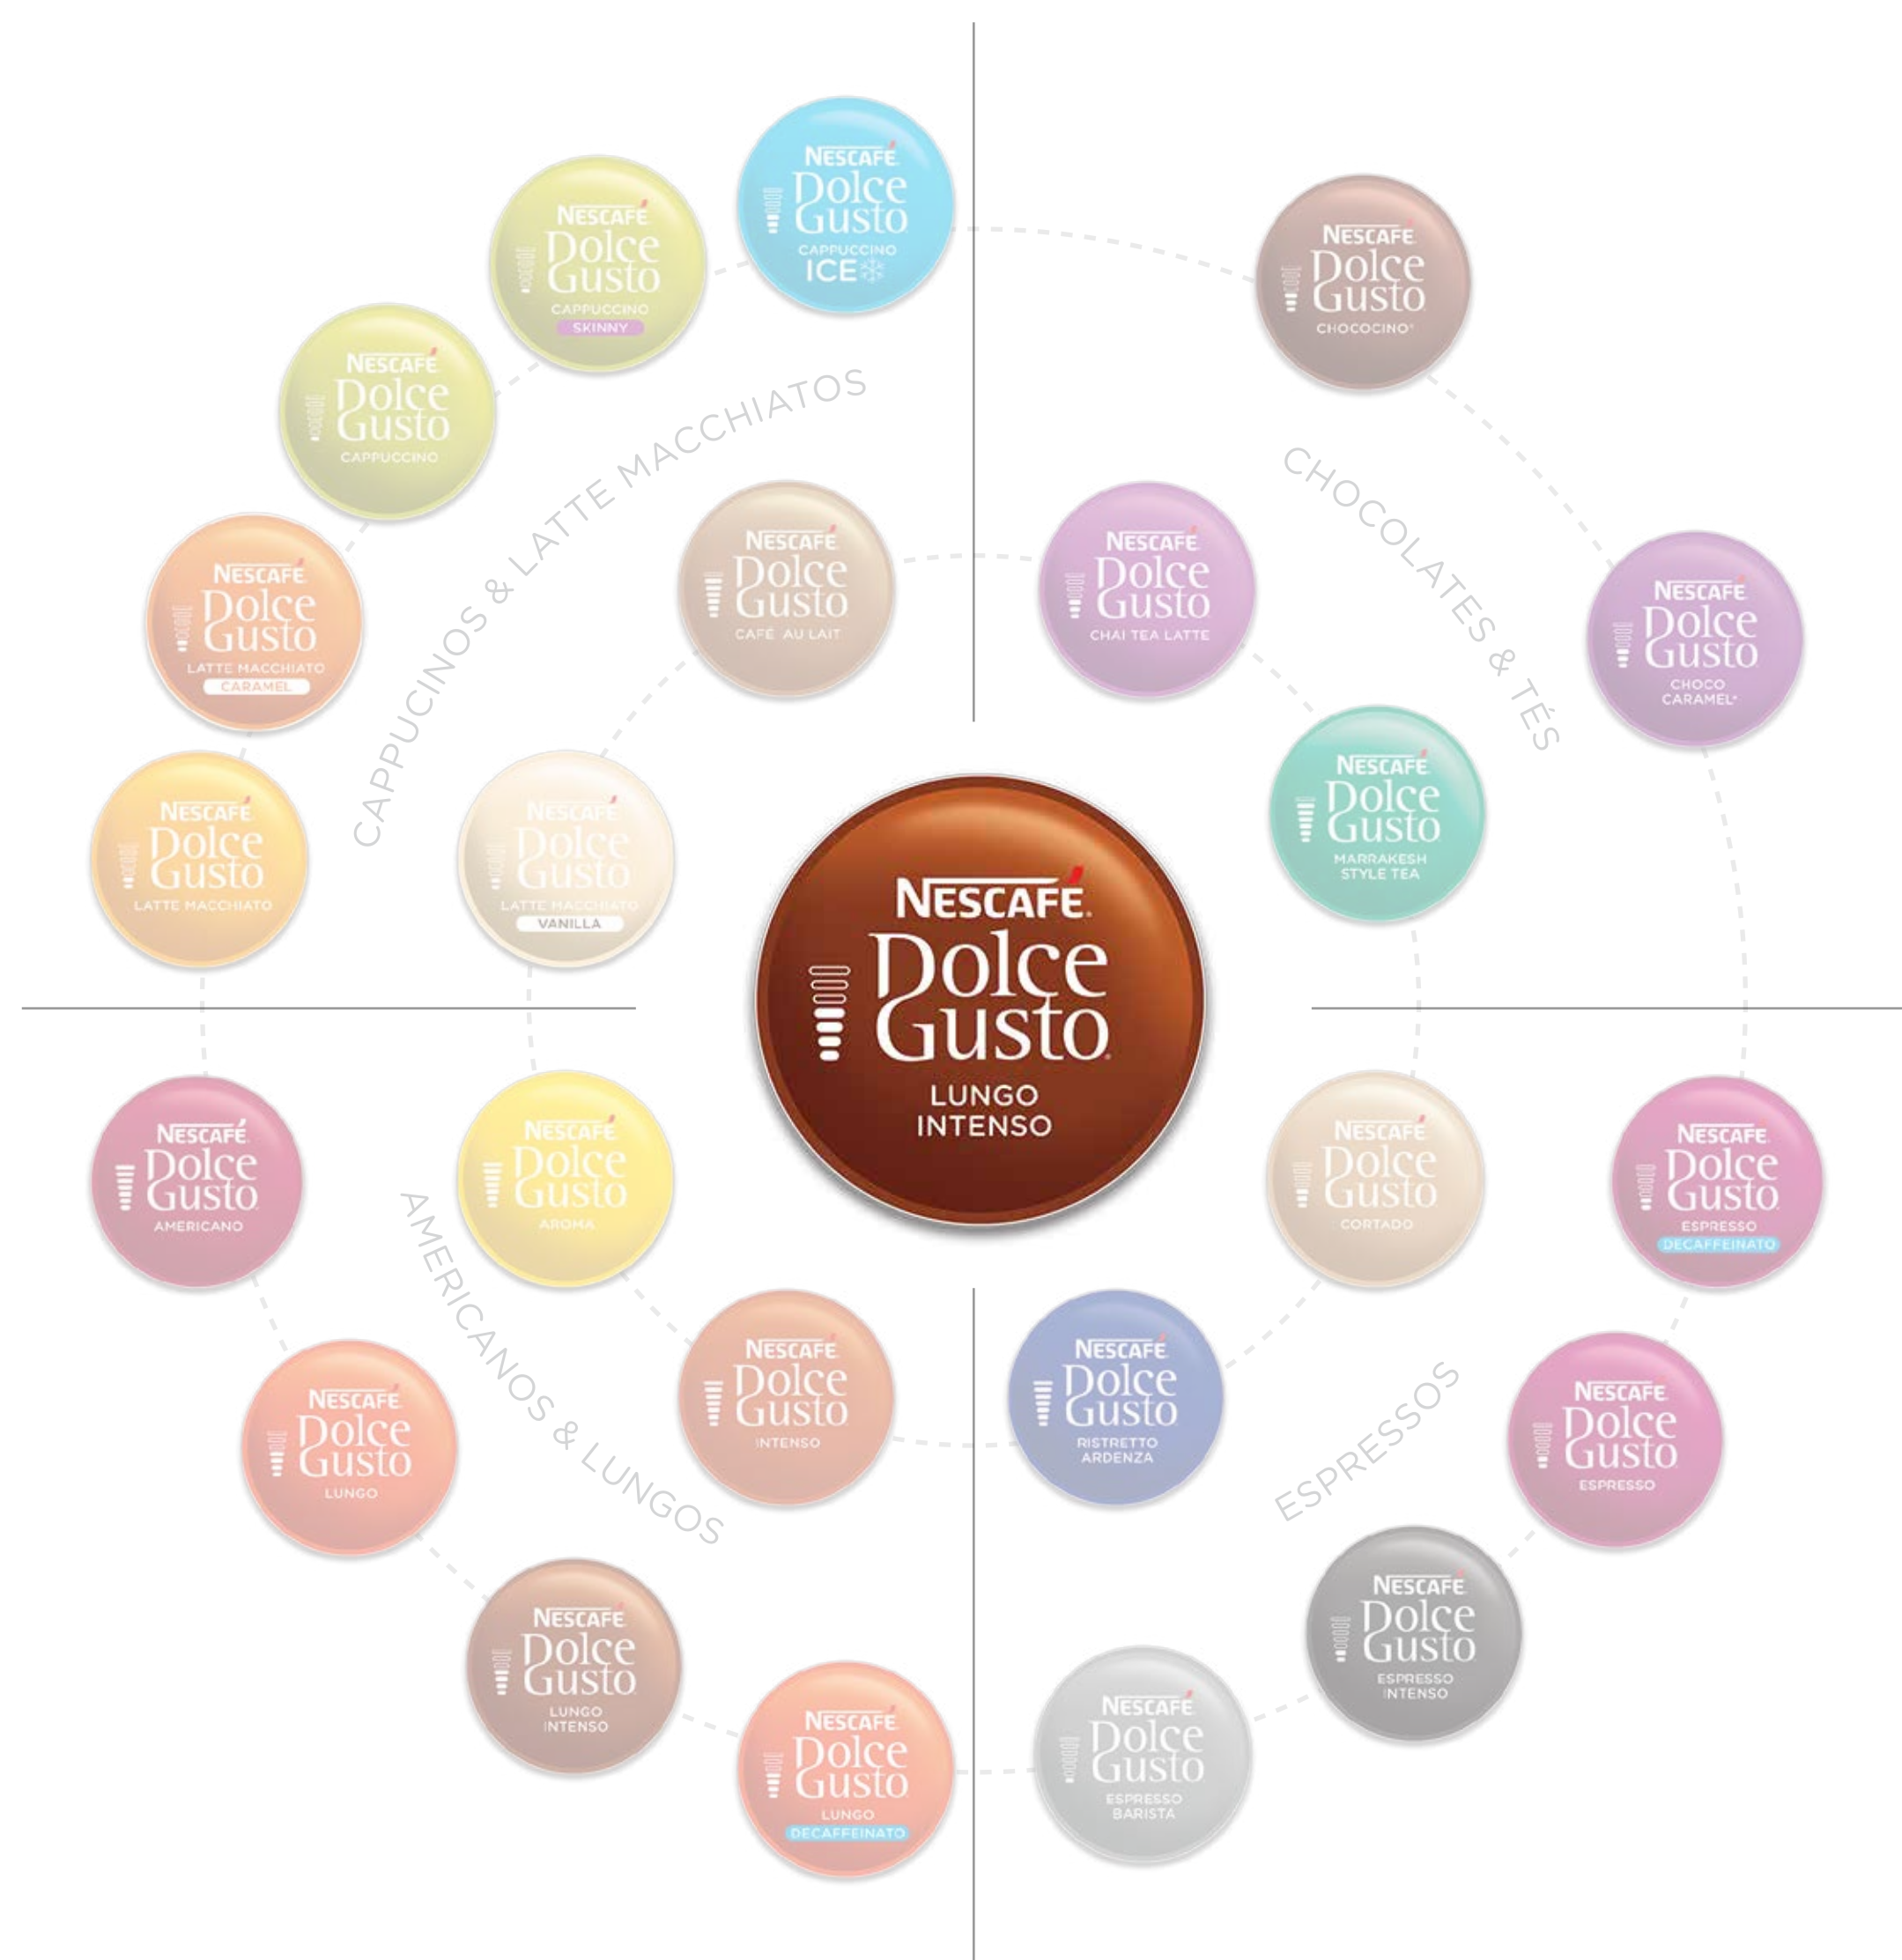 NESCAFÉ
Dolce
Gusto
CAPPUCCINO
ICE
NESCAFÉ
Dolce
Gusto
CAPPUCCINO
SKINNY
NESCAFÉ
Dolce
Gusto
CAPPUCCINO
NESCAFÉ
Dolce
Gusto
LATTE MACCHIATO
CARAMEL
NESCAFÉ
Dolce
Gusto
LATTE MACCHIATO
CAPPUCINOS & LATTE MACCHIATOS
NESCAFÉ
Dolce
Gusto
CAFÉ AU LAIT
NESCAFÉ
Dolce
Gusto
LATTE MACCHIATO
VANILLA
NESCAFÉ
Dolce
Gusto
CHOCOCINO*
CHOCOLATES & TÉS
NESCAFÉ
Dolce
Gusto
CHOCO
CARAMEL*
NESCAFÉ
Dolce
Gusto
CHAI TEA LATTE
NESCAFÉ
Dolce
Gusto
MARRAKESH
STYLE TEA
NESCAFÉ.
Dolce
Gusto
LUNGO
INTENSO
NESCAFÉ
Dolce
Gusto
AMERICANO
NESCAFÉ
Dolce
Gusto
AROMA
AMERICANOS & LUNGOS
NESCAFÉ
Dolce
Gusto
INTENSO
NESCAFÉ
Dolce
Gusto
LUNGO
NESCAFÉ
Dolce
Gusto
LUNGO
INTENSO
NESCAFÉ
Dolce
Gusto
LUNGO
DECAFFEINATO
NESCAFÉ
Dolce
Gusto
CORTADO
NESCAFÉ
Dolce
Gusto
ESPRESSO
DECAFFEINATO
NESCAFÉ
Dolce
Gusto
RISTRETTO
ARDENZA
ESPRESSOS
NESCAFÉ
Dolce
Gusto
ESPRESSO
NESCAFÉ
Dolce
Gusto
ESPRESSO
INTENSO
NESCAFÉ
Dolce
Gusto
ESPRESSO
BARISTA